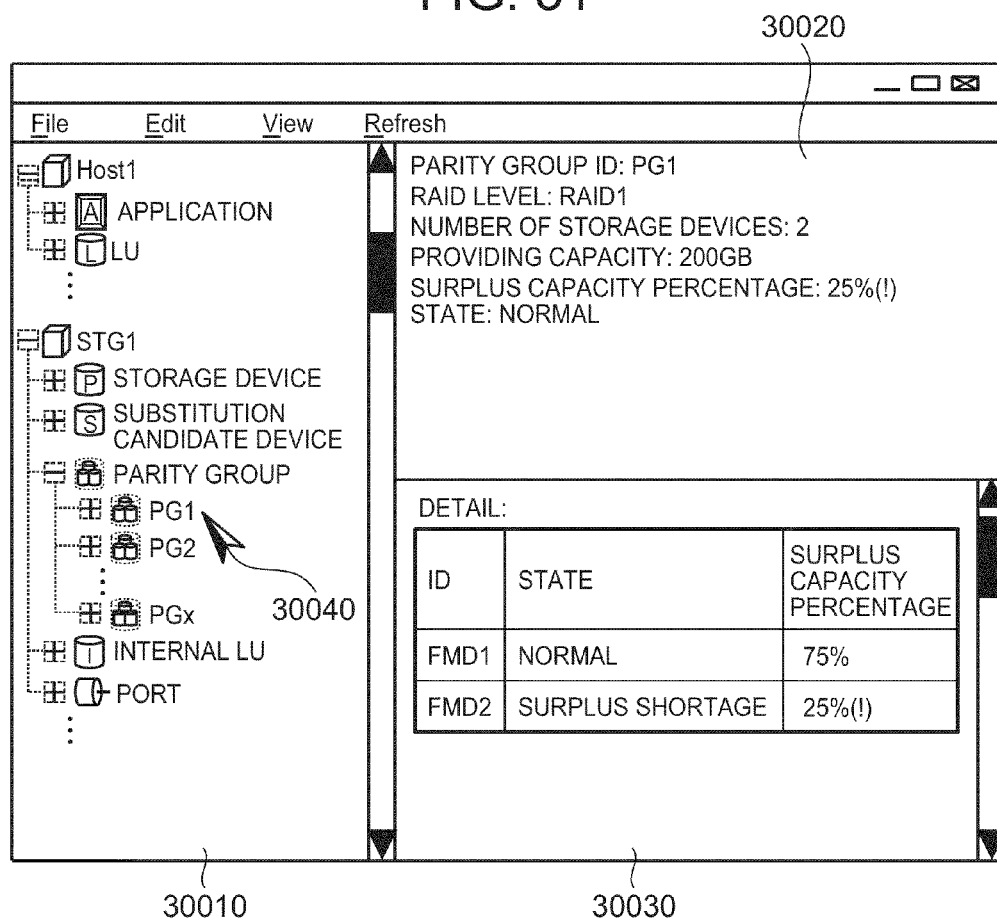 30020
File Edit View Refresh
Host1
A APPLICATION
L LU
STG1
P STORAGE DEVICE
S SUBSTITUTION
CANDIDATE DEVICE
PARITY GROUP
PG1
PG2
PGx
I INTERNAL LU
PORT
30040
PARITY GROUP ID: PG1
RAID LEVEL: RAID1
NUMBER OF STORAGE DEVICES: 2
PROVIDING CAPACITY: 200GB
SURPLUS CAPACITY PERCENTAGE: 25%(!)
STATE: NORMAL
DETAIL:
ID STATE SURPLUS
CAPACITY
PERCENTAGE
FMD1 NORMAL 75%
FMD2 SURPLUS SHORTAGE 25%(!)
30010 30030